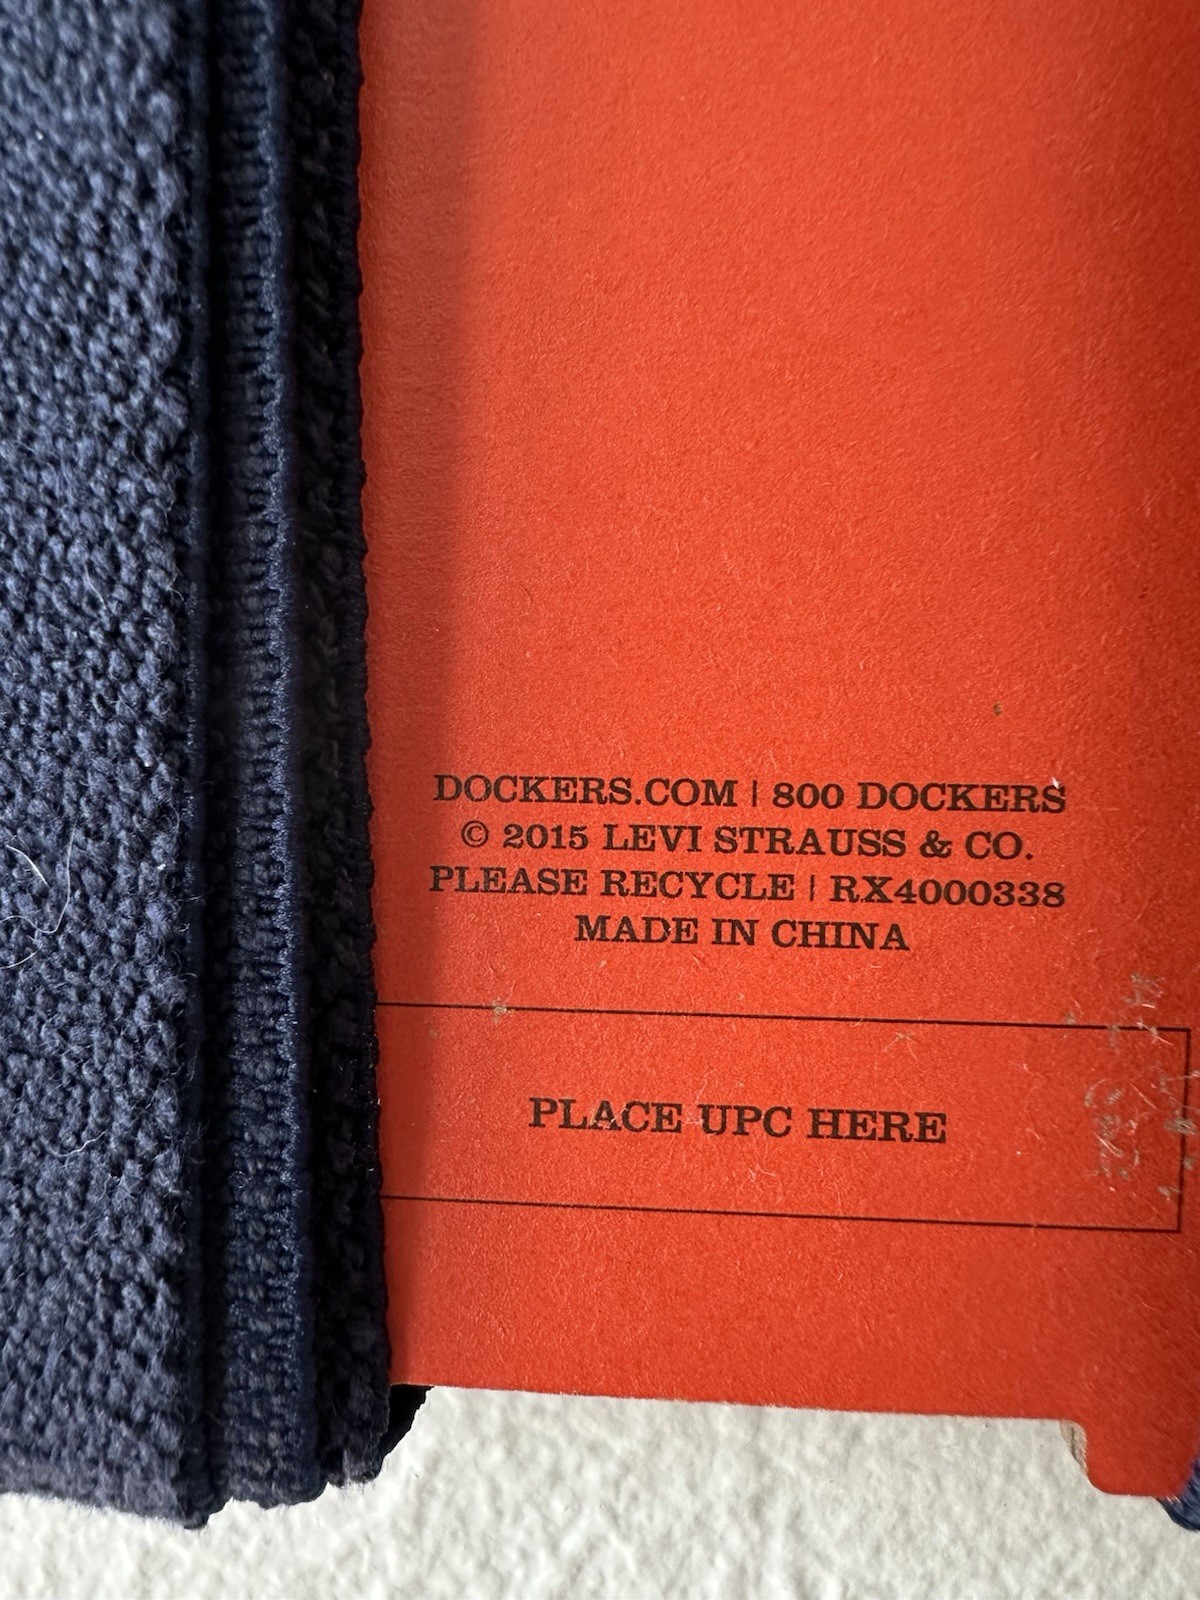 DOCKERS.COM | 800 DOCKERS
© 2015 LEVI STRAUSS & CO.
PLEASE RECYCLE | RX4000338
MADE IN CHINA
PLACE UPC HERE